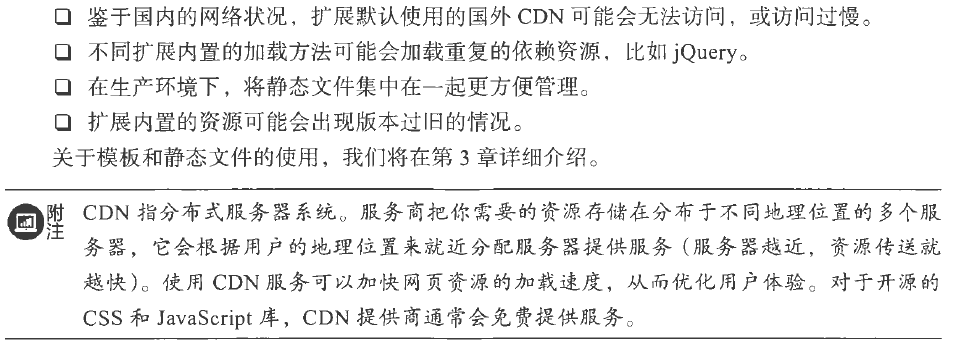 ❑ 鉴于国内的网络状况，扩展默认使用的国外 CDN 可能会无法访问，或访问过慢。
❑ 不同扩展内置的加载方法可能会加载重复的依赖资源，比如 jQuery。
❑ 在生产环境下，将静态文件集中在一起更方便管理。
❑ 扩展内置的资源可能会出现版本过旧的情况。
关于模板和静态文件的使用，我们将在第 3 章详细介绍。
附注
CDN 指分布式服务器系统。服务商把你需要的资源存储在分布于不同地理位置的多个服
务器，它会根据用户的地理位置来就近分配服务器提供服务（服务器越近，资源传送就
越快）。使用 CDN 服务可以加快网页资源的加载速度，从而优化用户体验。对于开源的
CSS 和 JavaScript 库，CDN 提供商通常会免费提供服务。